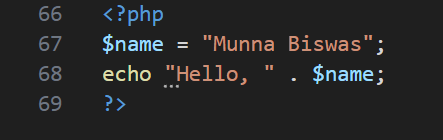 66 <?php
67 $name = "Munna Biswas";
68 echo "Hello, " . $name;
69 ?>